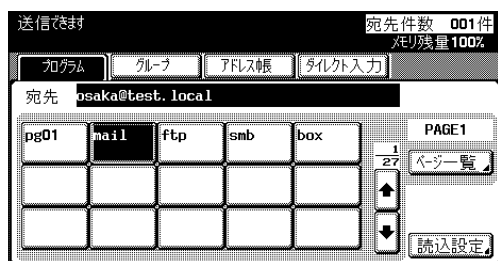 送信できます
宛先件数 001件
メモリ残量100%
プログラム グループ アドレス帳 ダイレクト入力
宛先 osaka@test.local
pg01 mail ftp smb box
PAGE1
1
27
ページ一覧
読込設定